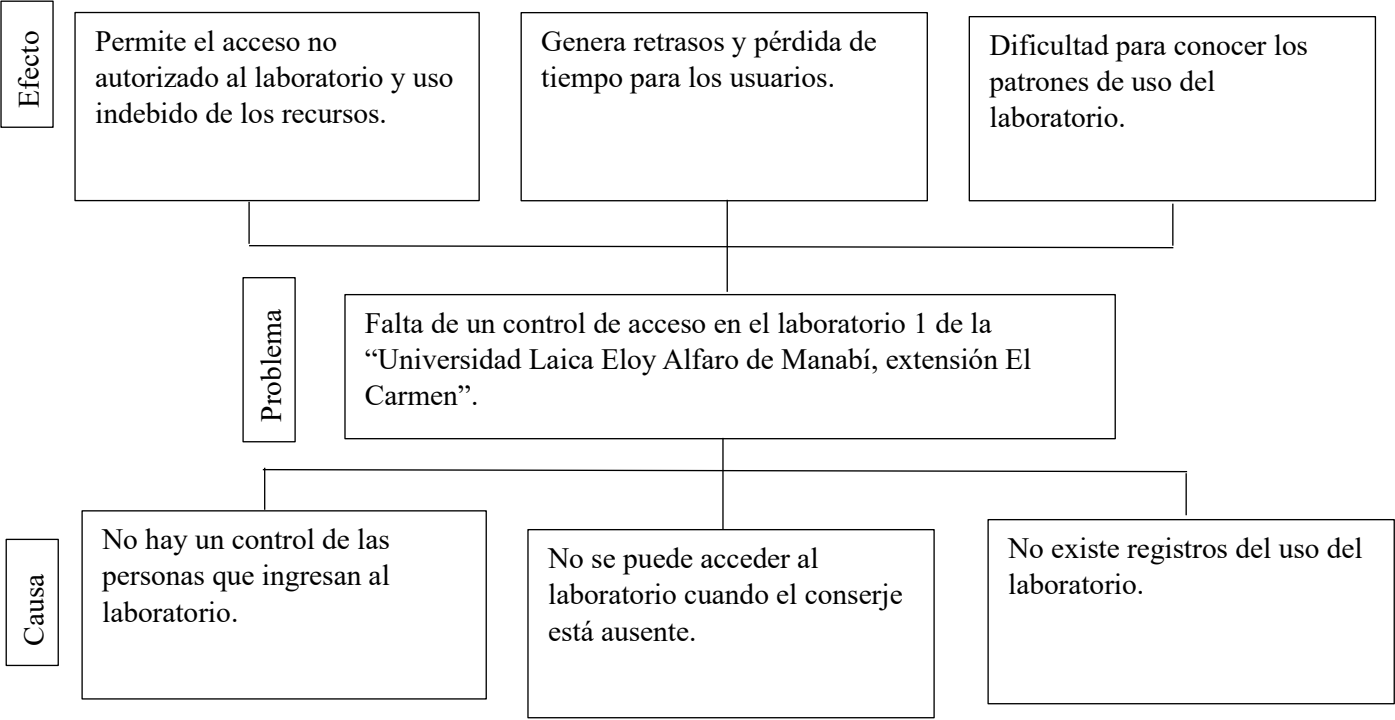 Efecto
Permite el acceso no
autorizado al laboratorio y uso
indebido de los recursos.
Genera retrasos y pérdida de
tiempo para los usuarios.
Dificultad para conocer los
patrones de uso del
laboratorio.
Problema
Falta de un control de acceso en el laboratorio 1 de la
“Universidad Laica Eloy Alfaro de Manabí, extensión El
Carmen”.
Causa
No hay un control de las
personas que ingresan al
laboratorio.
No se puede acceder al
laboratorio cuando el conserje
está ausente.
No existe registros del uso del
laboratorio.